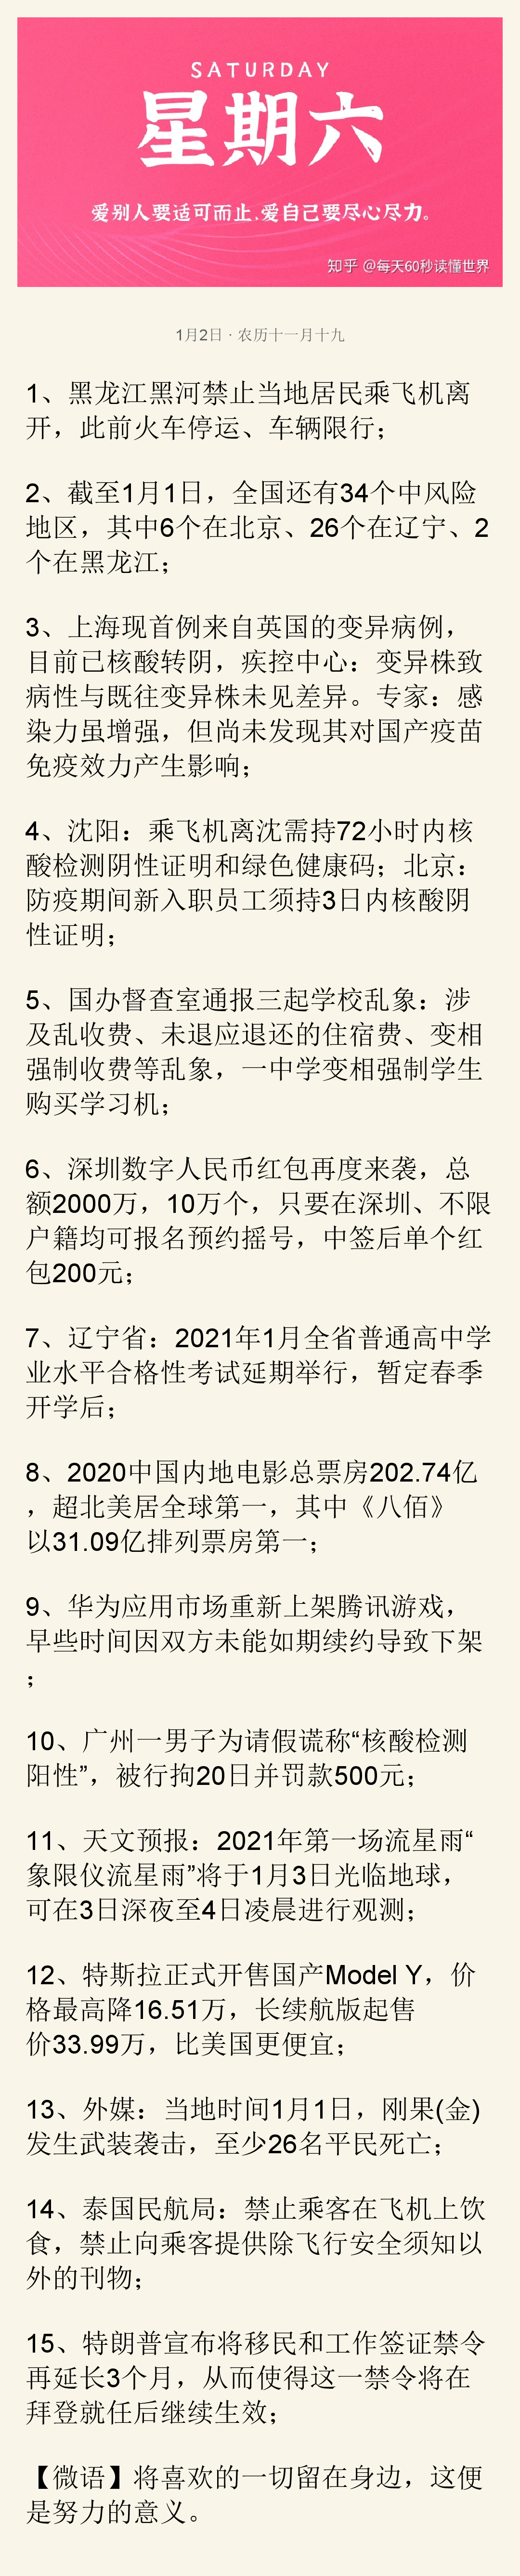 SATURDAY
星期六
爱别人要适可而止.爱自己要尽心尽力。
知乎 @每天60秒读懂世界
1月2日 · 农历十一月十九
1、黑龙江黑河禁止当地居民乘飞机离
开，此前火车停运、车辆限行；
2、截至1月1日，全国还有34个中风险
地区，其中6个在北京、26个在辽宁、2
个在黑龙江；
3、上海现首例来自英国的变异病例，
目前已核酸转阴，疾控中心：变异株致
病性与既往变异株未见差异。专家：感
染力虽增强，但尚未发现其对国产疫苗
免疫效力产生影响；
4、沈阳：乘飞机离沈需持72小时内核
酸检测阴性证明和绿色健康码；北京：
防疫期间新入职员工须持3日内核酸阴
性证明；
5、国办督查室通报三起学校乱象：涉
及乱收费、未退应退还的住宿费、变相
强制收费等乱象，一中学变相强制学生
购买学习机；
6、深圳数字人民币红包再度来袭，总
额2000万，10万个，只要在深圳、不限
户籍均可报名预约摇号，中签后单个红
包200元；
7、辽宁省：2021年1月全省普通高中学
业水平合格性考试延期举行，暂定春季
开学后；
8、2020中国内地电影总票房202.74亿
，超北美居全球第一，其中《八佰》
以31.09亿排列票房第一；
9、华为应用市场重新上架腾讯游戏，
早些时间因双方未能如期续约导致下架
；
10、广州一男子为请假谎称“核酸检测
阳性”，被行拘20日并罚款500元；
11、天文预报：2021年第一场流星雨“
象限仪流星雨”将于1月3日光临地球，
可在3日深夜至4日凌晨进行观测；
12、特斯拉正式开售国产Model Y，价
格最高降16.51万，长续航版起售
价33.99万，比美国更便宜；
13、外媒：当地时间1月1日，刚果(金)
发生武装袭击，至少26名平民死亡；
14、泰国民航局：禁止乘客在飞机上饮
食，禁止向乘客提供除飞行安全须知以
外的刊物；
15、特朗普宣布将移民和工作签证禁令
再延长3个月，从而使得这一禁令将在
拜登就任后继续生效；
【微语】将喜欢的一切留在身边，这便
是努力的意义。